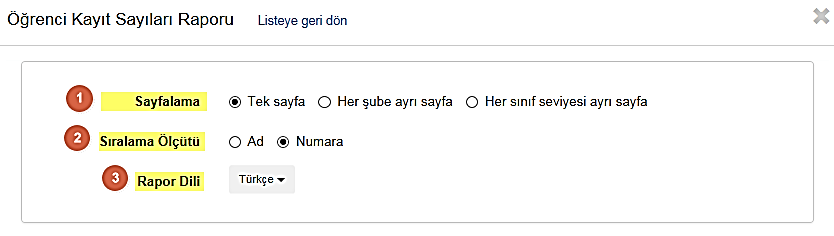 Öğrenci Kayıt Sayıları Raporu Listeye geri dön
1 Sayfalama Tek sayfa Her şube ayrı sayfa Her sınıf seviyesi ayrı sayfa
2 Sıralama Ölçütü Ad Numara
3 Rapor Dili Türkçe